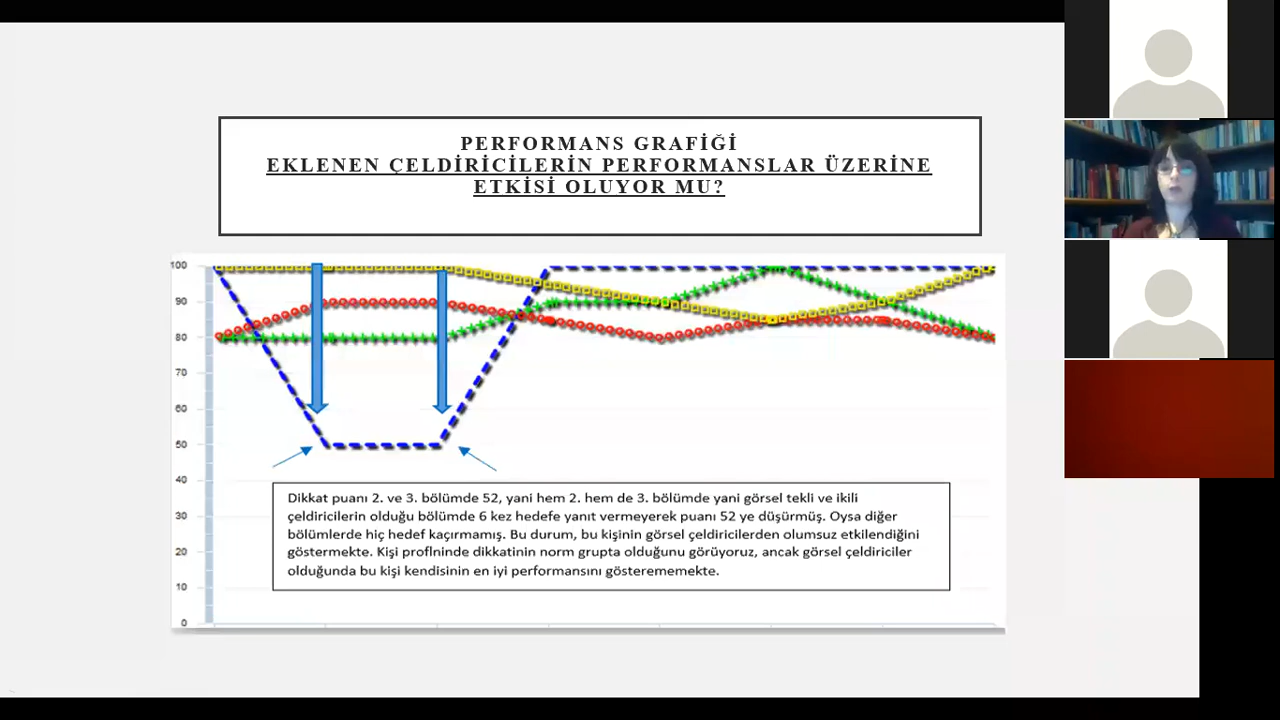 PERFORMANS GRAFİĞİ
EKLENEN ÇELDİRİCİLERİN PERFORMANSLAR ÜZERİNE
ETKİSİ OLUYOR MU?
100
90
80
70
60
50
40
30
20
10
0
Dikkat puanı 2. ve 3. bölümde 52, yani hem 2. hem de 3. bölümde yani görsel tekli ve ikili
çeldiricilerin olduğu bölümde 6 kez hedefe yanıt vermeyerek puanı 52 ye düşürmüş. Oysa diğer
bölümlerde hiç hedef kaçırmamış. Bu durum, bu kişinin görsel çeldiricilerden olumsuz etkilendiğini
göstermekte. Kişi proflninde dikkatinin norm grupta olduğunu görüyoruz, ancak görsel çeldiriciler
olduğunda bu kişi kendisinin en iyi performansını gösterememekte.